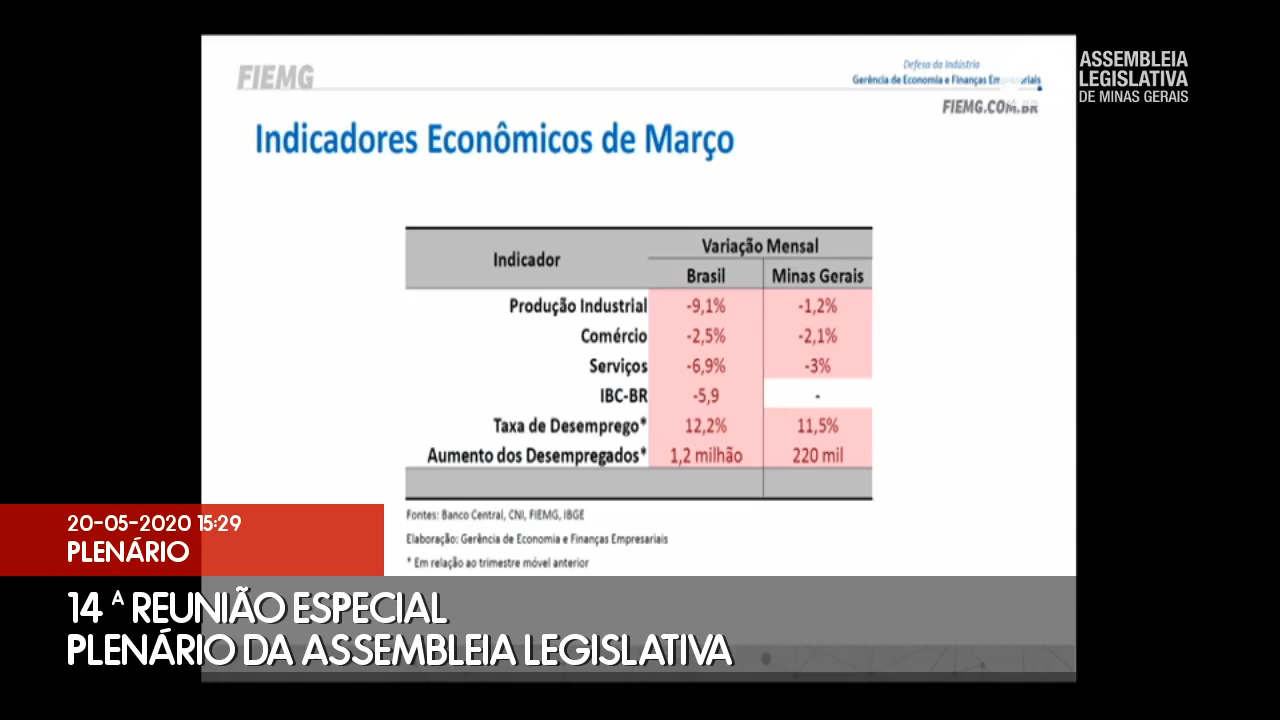 FIEMG
Defesa da Indústria
Gerência de Economia e Finanças Empresariais
FIEMG.COM.BR
ASSEMBLEIA
LEGISLATIVA
DE MINAS GERAIS
Indicadores Econômicos de Março
Indicador
Variação Mensal
Brasil Minas Gerais
Produção Industrial -9,1% -1,2%
Comércio -2,5% -2,1%
Serviços -6,9% -3%
IBC-BR -5,9 -
Taxa de Desemprego* 12,2% 11,5%
Aumento dos Desempregados* 1,2 milhão 220 mil
Fontes: Banco Central, CNI, FIEMG, IBGE
Elaboração: Gerência de Economia e Finanças Empresariais
* Em relação ao trimestre móvel anterior
20-05-2020 15:29
PLENÁRIO
14 ª REUNIÃO ESPECIAL
PLENÁRIO DA ASSEMBLEIA LEGISLATIVA